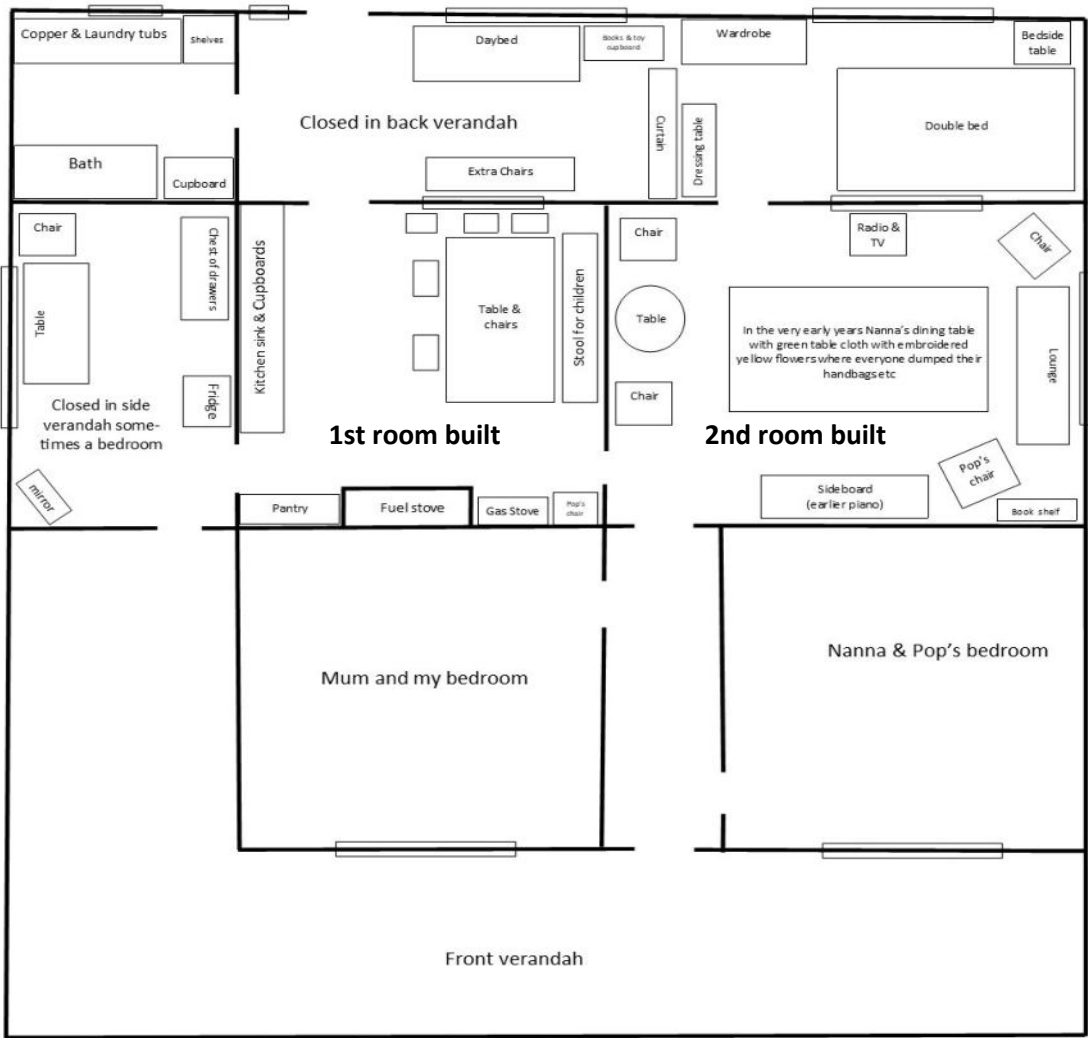 Copper & Laundry tubs
Shelves
Daybed
Books & toy
cupboard
Wardrobe
Bedside
table
Closed in back verandah
Curtain
Dressing table
Double bed
Bath
Cupboard
Extra Chairs
Chair
Chest of drawers
Table
Fridge
Closed in side
verandah some-
times a bedroom
mirror
Kitchen sink & Cupboards
Table &
chairs
Stool for children
1st room built
Pantry
Fuel stove
Gas Stove
Pop's
chair
Chair
Table
Chair
Radio &
TV
Chair
In the very early years Nanna's dining table
with green table cloth with embroidered
yellow flowers where everyone dumped their
handbags etc
Lounge
2nd room built
Pop's
chair
Sideboard
(earlier piano)
Book shelf
Mum and my bedroom
Nanna & Pop's bedroom
Front verandah